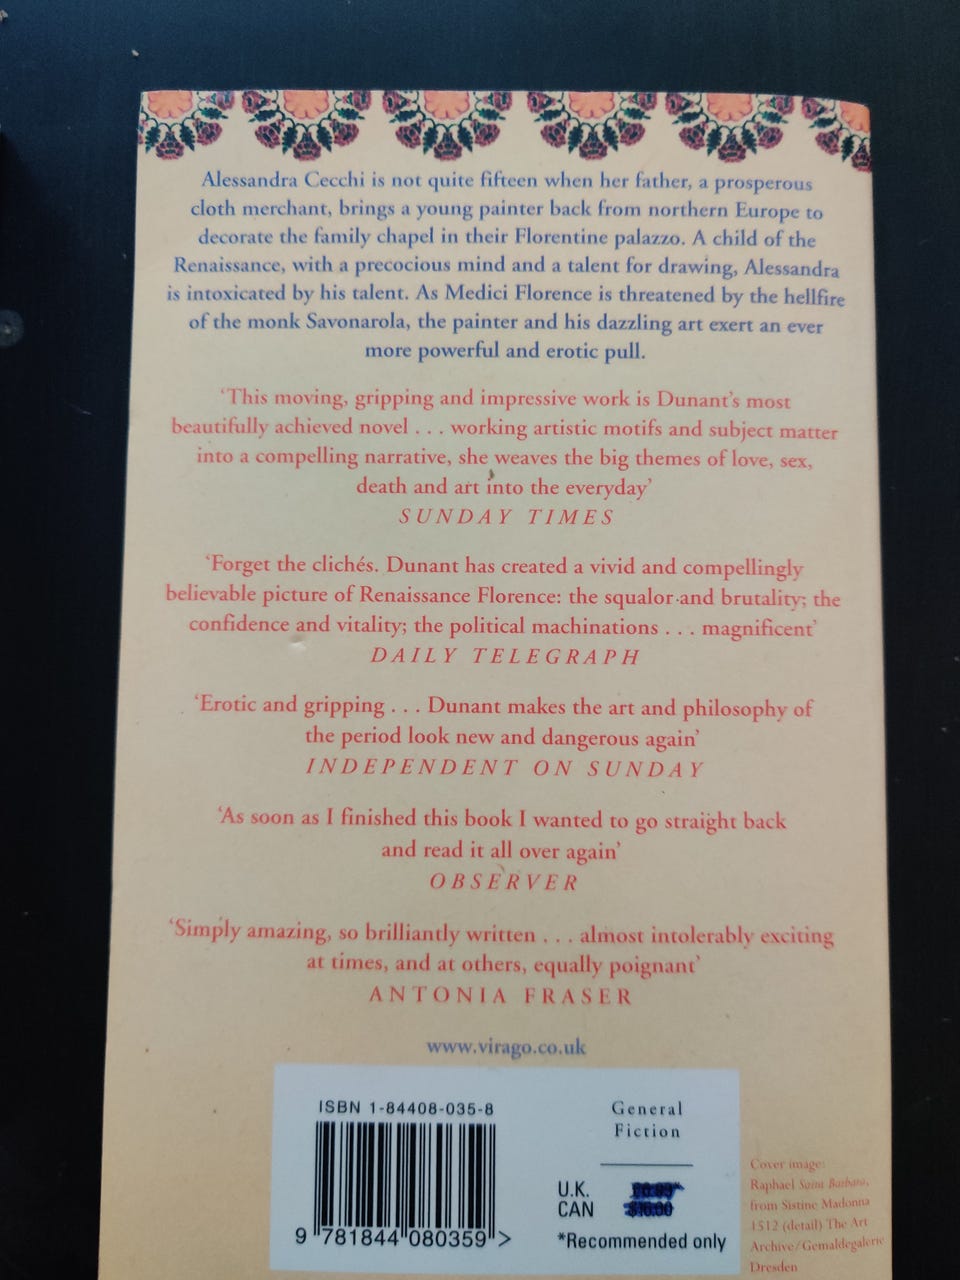 Alessandra Cecchi is not quite fifteen when her father, a prosperous
cloth merchant, brings a young painter back from northern Europe to
decorate the family chapel in their Florentine palazzo. A child of the
Renaissance, with a precocious mind and a talent for drawing, Alessandra
is intoxicated by his talent. As Medici Florence is threatened by the hellfire
of the monk Savonarola, the painter and his dazzling art exert an ever
more powerful and erotic pull.
‘This moving, gripping and impressive work is Dunant’s most
beautifully achieved novel . . . working artistic motifs and subject matter
into a compelling narrative, she weaves the big themes of love, sex,
death and art into the everyday’
SUNDAY TIMES
‘Forget the clichés. Dunant has created a vivid and compellingly
believable picture of Renaissance Florence: the squalor and brutality; the
confidence and vitality; the political machinations . . . magnificent’
DAILY TELEGRAPH
‘Erotic and gripping . . . Dunant makes the art and philosophy of
the period look new and dangerous again’
INDEPENDENT ON SUNDAY
‘As soon as I finished this book I wanted to go straight back
and read it all over again’
OBSERVER
‘Simply amazing, so brilliantly written . . . almost intolerably exciting
at times, and at others, equally poignant’
ANTONIA FRASER
www.virago.co.uk
ISBN 1-84408-035-8
9 781844 080359 >
General
Fiction
U.K.
CAN
*Recommended only
Cover image:
Raphael Saint Barbara,
from Sistine Madonna
1512 (detail) The Art
Archive/Gemaldegalerie
Dresden